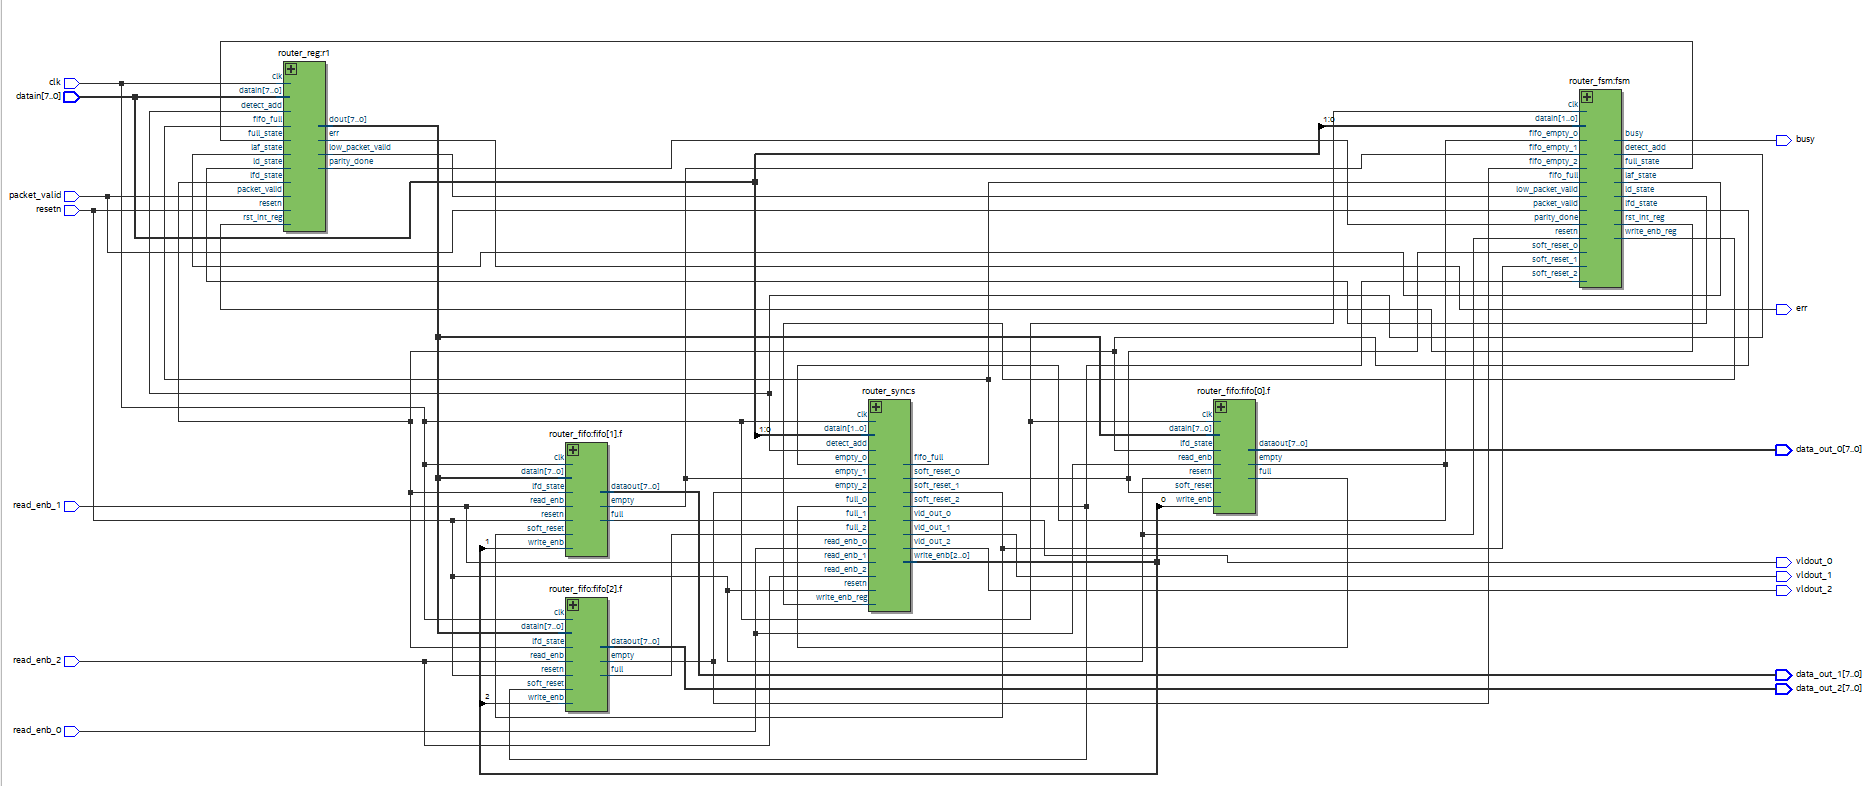 router_reg:r1
clk
datain[7..0]
detect_add
fifo_full
full_state
laf_state
ld_state
lfd_state
packet_valid
resetn
rst_int_reg
dout[7..0]
err
low_packet_valid
parity_done
clk
datain[7..0]
packet_valid
resetn
read_enb_1
read_enb_2
read_enb_0
router_fsm:fsm
clk
datain[1..0]
fifo_empty_0
fifo_empty_1
fifo_empty_2
fifo_full
low_packet_valid
packet_valid
parity_done
resetn
soft_reset_0
soft_reset_1
soft_reset_2
busy
detect_add
full_state
laf_state
ld_state
lfd_state
rst_int_reg
write_enb_reg
1:0
busy
err
router_sync:s
clk
datain[1..0]
detect_add
empty_0
empty_1
empty_2
full_0
full_1
full_2
read_enb_0
read_enb_1
read_enb_2
resetn
write_enb_reg
fifo_full
soft_reset_0
soft_reset_1
soft_reset_2
vld_out_0
vld_out_1
vld_out_2
write_enb[2..0]
1:0
router_fifo:fifo[0].f
clk
datain[7..0]
lfd_state
read_enb
resetn
soft_reset
write_enb
dataout[7..0]
empty
full
0
router_fifo:fifo[1].f
clk
datain[7..0]
lfd_state
read_enb
resetn
soft_reset
write_enb
dataout[7..0]
empty
full
1
router_fifo:fifo[2].f
clk
datain[7..0]
lfd_state
read_enb
resetn
soft_reset
write_enb
dataout[7..0]
empty
full
2
data_out_0[7..0]
vldout_0
vldout_1
vldout_2
data_out_1[7..0]
data_out_2[7..0]